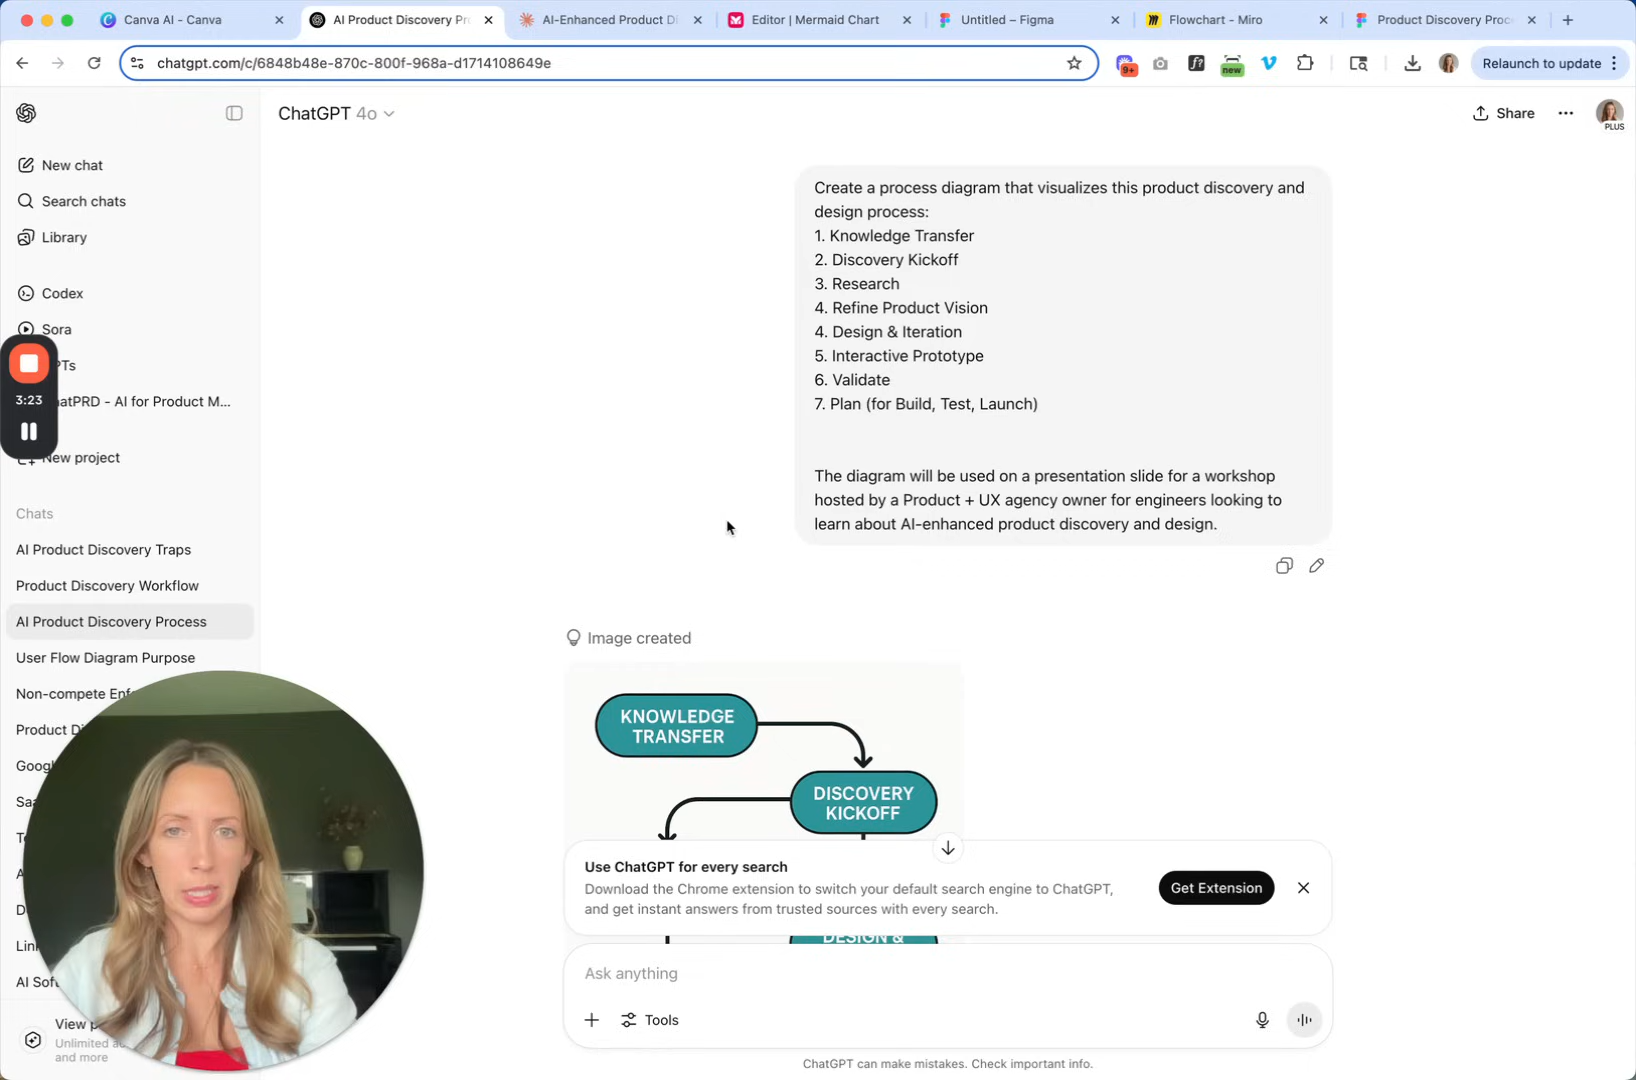 Canva AI - Canva
AI Product Discovery Pr
AI-Enhanced Product D
Editor | Mermaid Chart
Untitled – Figma
Flowchart - Miro
Product Discovery Proc
chatgpt.com/c/6848b48e-870c-800f-968a-d1714108649e
9+
f?
new
Relaunch to update
ChatGPT 4o
Share
PLUS
New chat
Search chats
Library
Codex
Sora
PTs
hatPRD - AI for Product M...
New project
3:23
Chats
AI Product Discovery Traps
Product Discovery Workflow
AI Product Discovery Process
User Flow Diagram Purpose
Non-compete Enf
Product Di
Goog
Saa
T
A
D
Lin
AI Sof
View p
Unlimited a
and more
Create a process diagram that visualizes this product discovery and
design process:
1. Knowledge Transfer
2. Discovery Kickoff
3. Research
4. Refine Product Vision
4. Design & Iteration
5. Interactive Prototype
6. Validate
7. Plan (for Build, Test, Launch)
The diagram will be used on a presentation slide for a workshop
hosted by a Product + UX agency owner for engineers looking to
learn about AI-enhanced product discovery and design.
Image created
KNOWLEDGE
TRANSFER
DISCOVERY
KICKOFF
Use ChatGPT for every search
Download the Chrome extension to switch your default search engine to ChatGPT,
and get instant answers from trusted sources with every search.
Get Extension
DESIGN &
Ask anything
Tools
ChatGPT can make mistakes. Check important info.